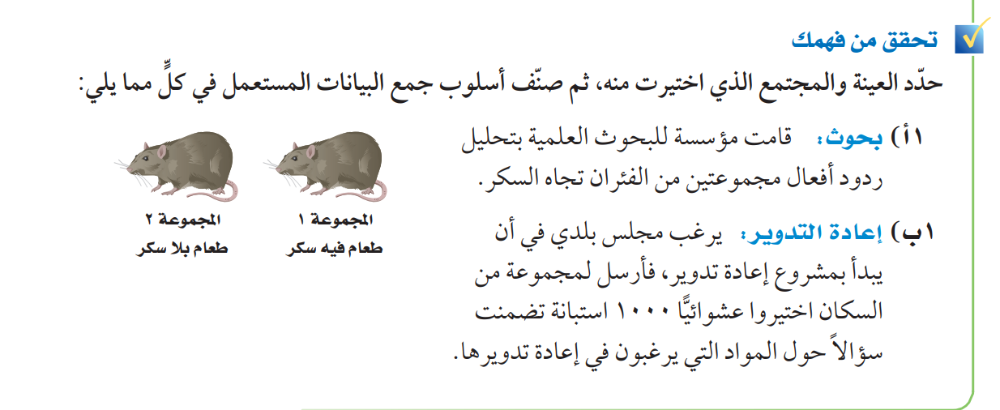 تحقق من فهمك
حدّد العينة والمجتمع الذي اختيرت منه، ثم صنّف أسلوب جمع البيانات المستعمل في كلٍّ مما يلي:
١أ) بحوث: قامت مؤسسة للبحوث العلمية بتحليل
ردود أفعال مجموعتين من الفئران تجاه السكر.
المجموعة ١
طعام فيه سكر
المجموعة ٢
طعام بلا سكر
١ب) إعادة التدوير: يرغب مجلس بلدي في أن
يبدأ بمشروع إعادة تدوير، فأرسل لمجموعة من
السكان اختيروا عشوائيًّا ١٠٠٠ استبانة تضمنت
سؤالاً حول المواد التي يرغبون في إعادة تدويرها.